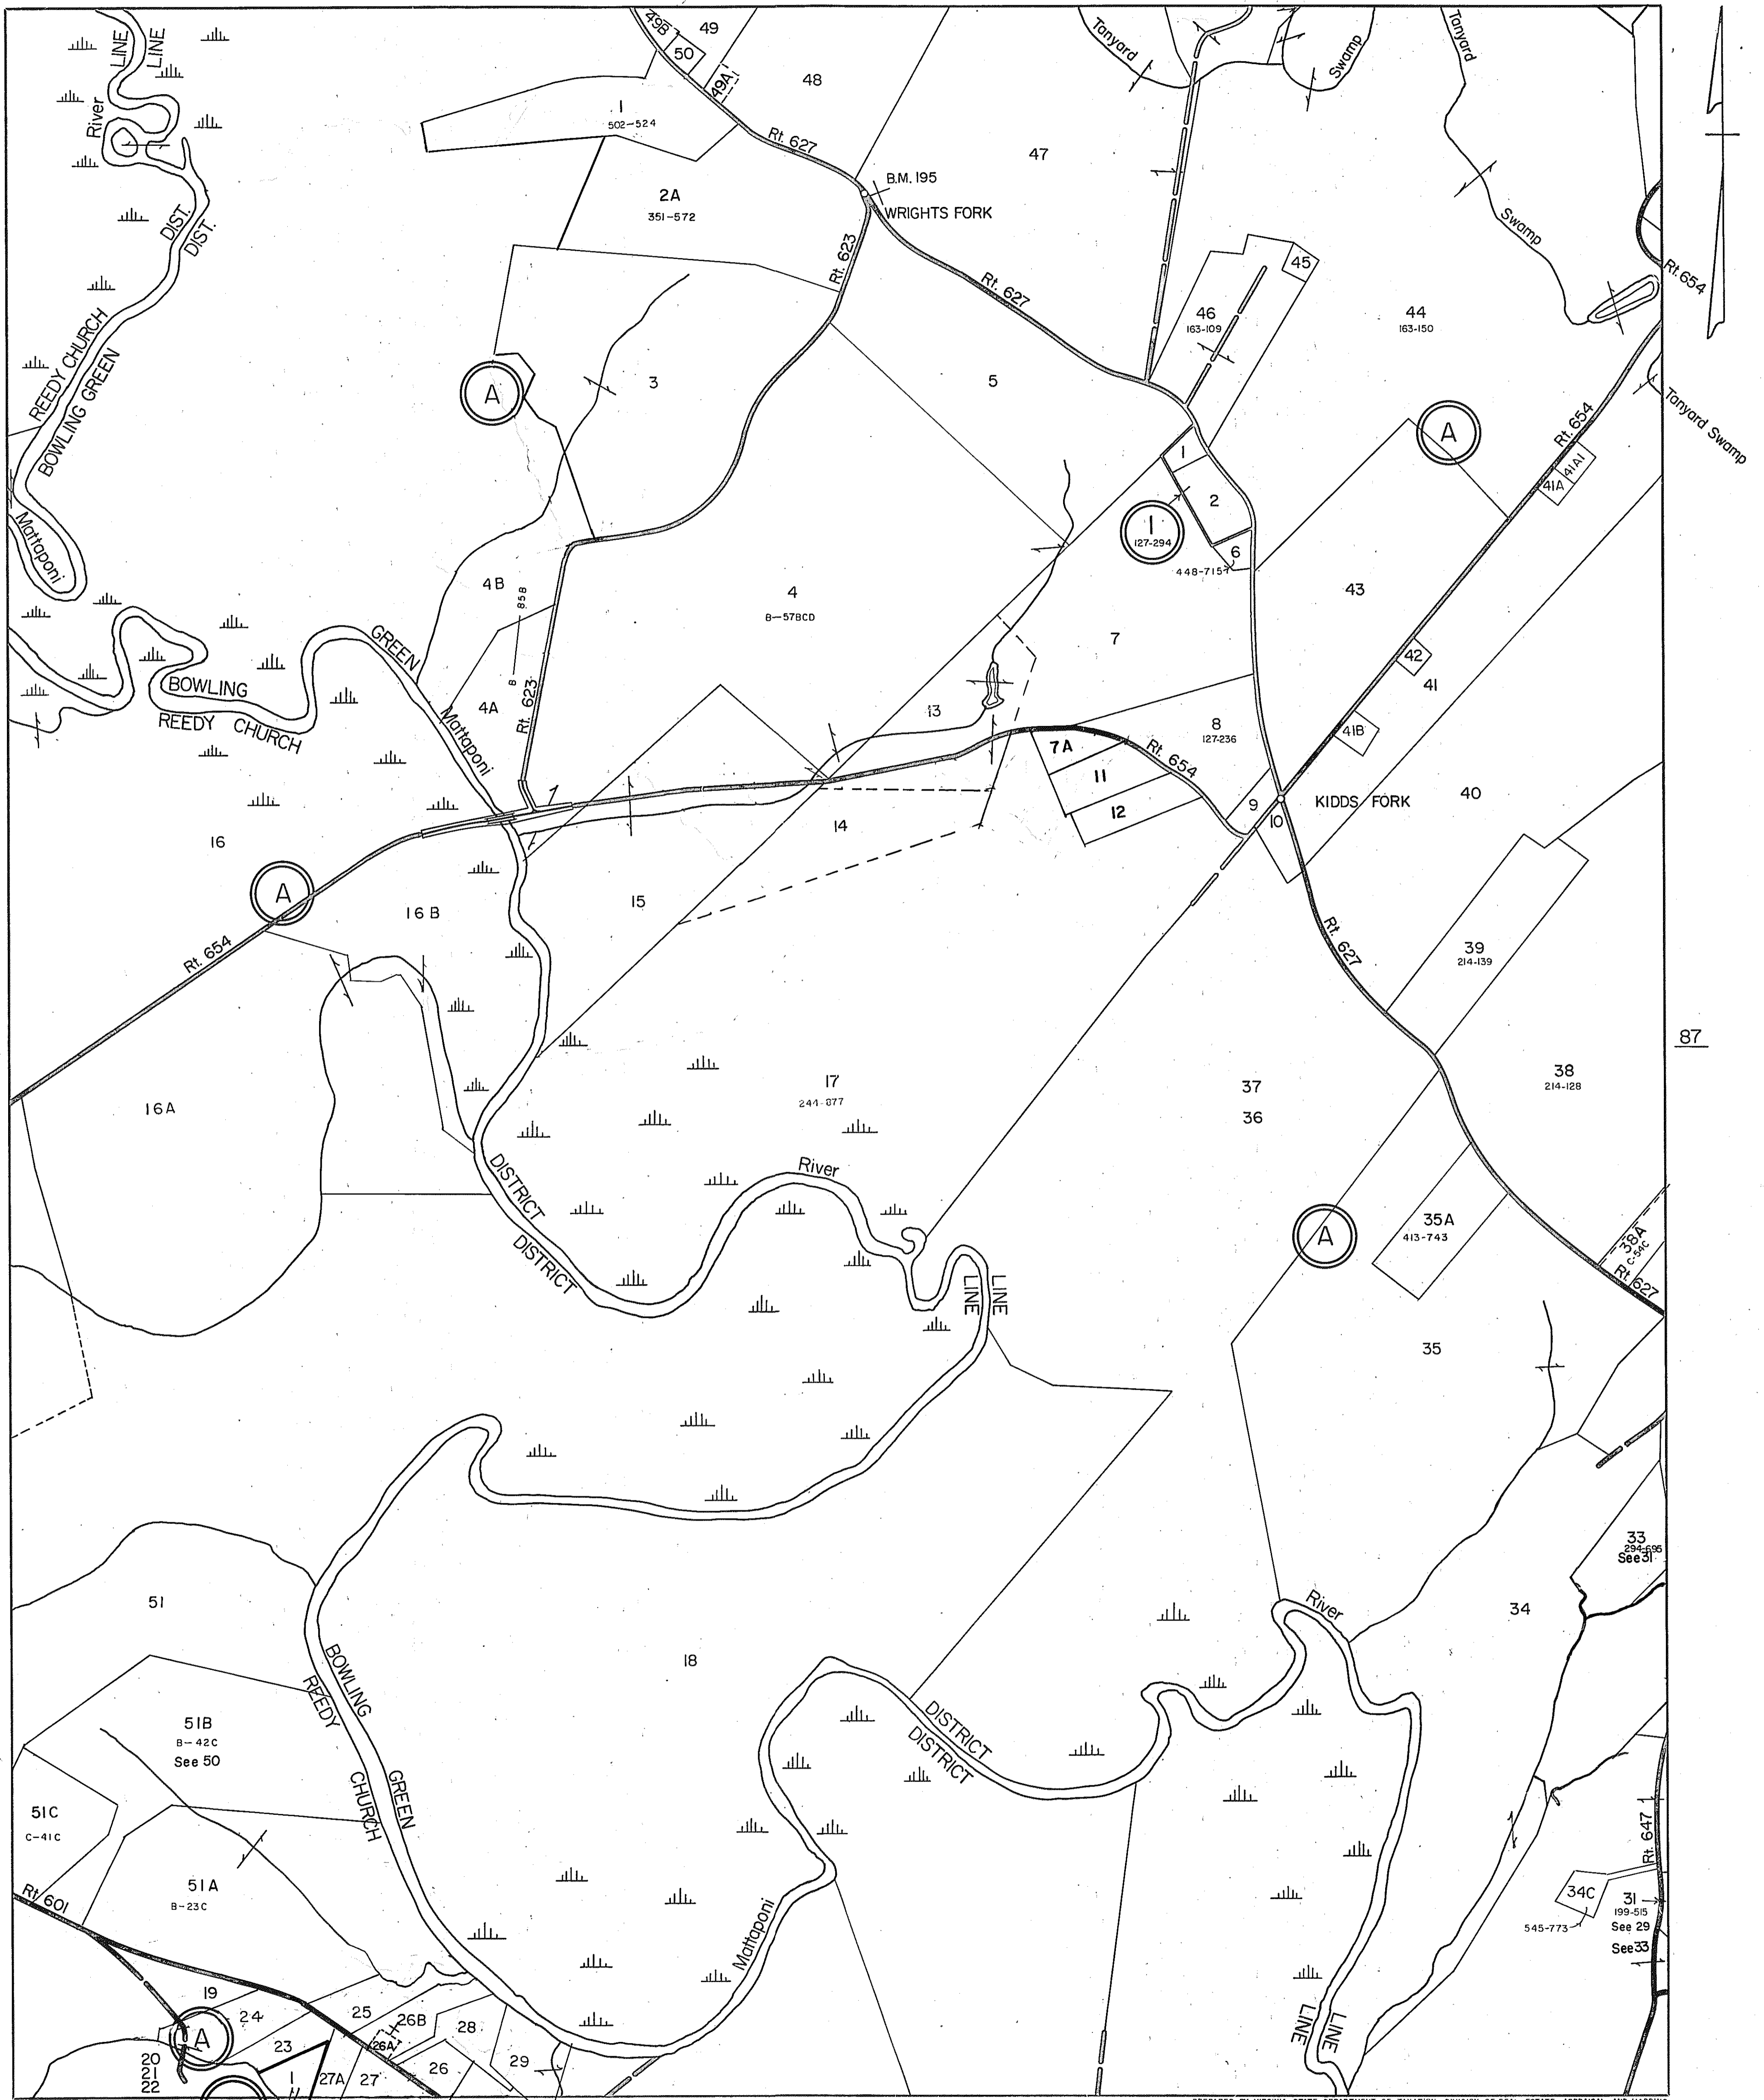 LINE
LINE
River
DIST.
DIST.
REEDY CHURCH
BOWLING GREEN
Mattaponi
49B
49
50
49A
48
1
502-524
Rt. 627
2A
351-572
B.M. 195
WRIGHTS FORK
47
Tanyard
Swamp
Tanyard
Swamp
Rt. 654
Rt. 623
Rt. 627
45
46
163-109
44
163-150
A
3
5
A
Rt. 654
Tanyard Swamp
41A1
41A
1
2
1
127-294
6
448-715
43
4B
B—85B
4
B—578CD
7
42
41
41B
GREEN
BOWLING
REEDY CHURCH
4A
Rt. 623
Mattaponi
13
8
127-236
7A
Rt. 654
11
12
9
10
KIDDS FORK
40
16
14
A
16B
15
Rt. 654
Rt. 627
39
214-139
87
16A
17
244-877
37
36
38
214-128
DISTRICT
DISTRICT
River
LINE
LINE
A
35A
413-743
38A
C-54C
Rt. 627
35
33
294-695
See 31
51
18
River
34
BOWLING
REEDY
GREEN
CHURCH
DISTRICT
DISTRICT
51B
B—42C
See 50
51C
C-41C
51A
B-23C
Rt. 601
Mattaponi
Rt. 647
34C
545-773
31
199-515
See 29
See 33
19
24
A
23
25
26B
26A
28
26
29
20
21
22
1
27A
27
LINE
LINE